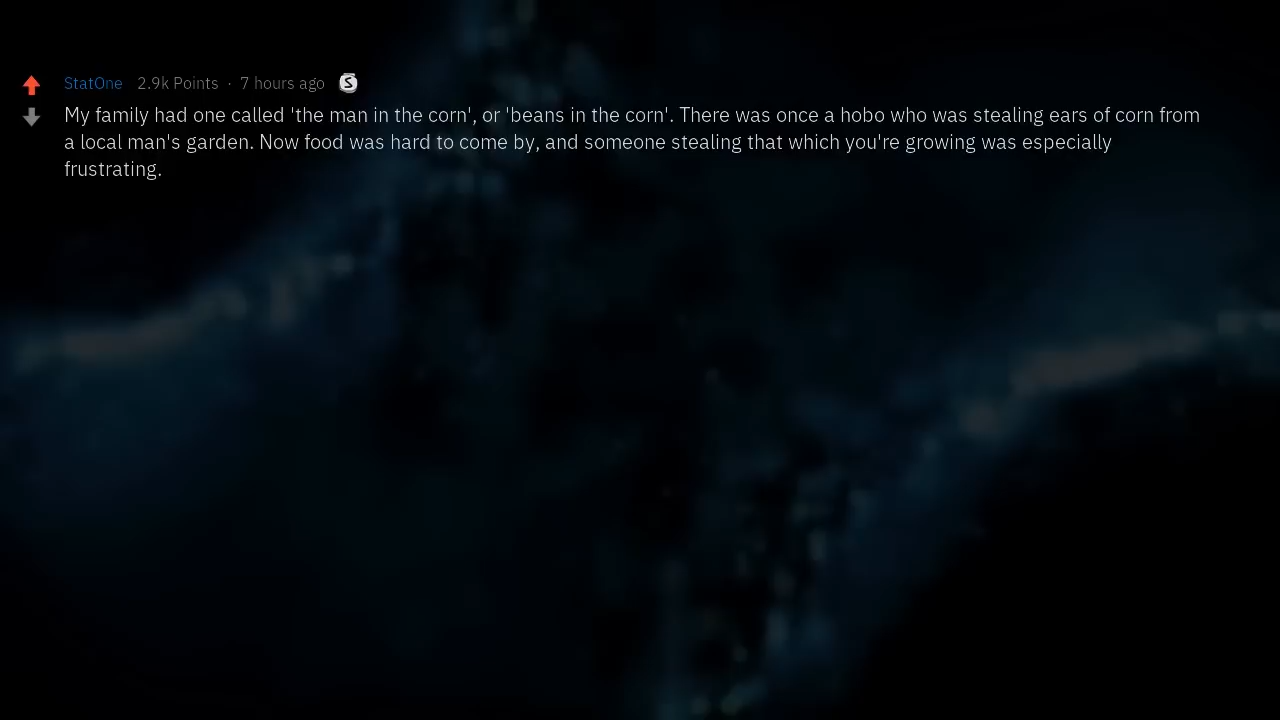 StatOne 2.9k Points · 7 hours ago S
My family had one called 'the man in the corn', or 'beans in the corn'. There was once a hobo who was stealing ears of corn from
a local man's garden. Now food was hard to come by, and someone stealing that which you're growing was especially
frustrating.